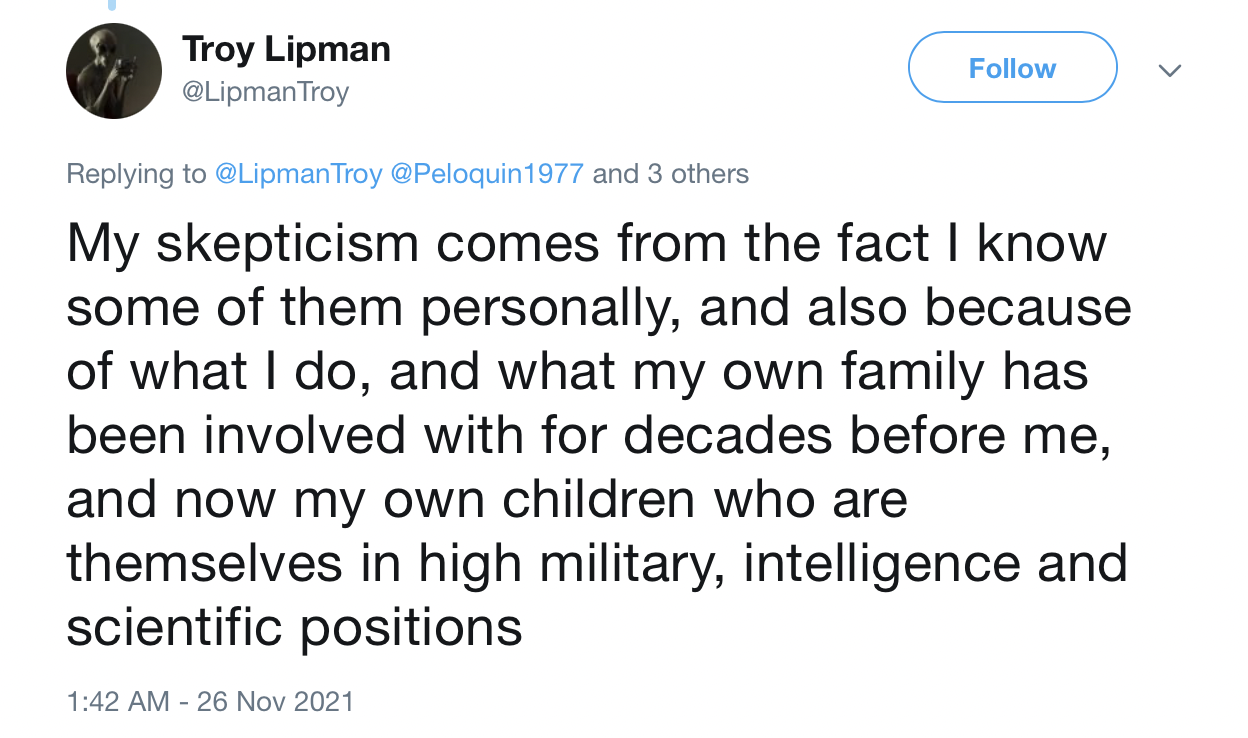 Troy Lipman
@LipmanTroy
Follow
Replying to @LipmanTroy @Peloquin1977 and 3 others
My skepticism comes from the fact I know
some of them personally, and also because
of what I do, and what my own family has
been involved with for decades before me,
and now my own children who are
themselves in high military, intelligence and
scientific positions
1:42 AM - 26 Nov 2021